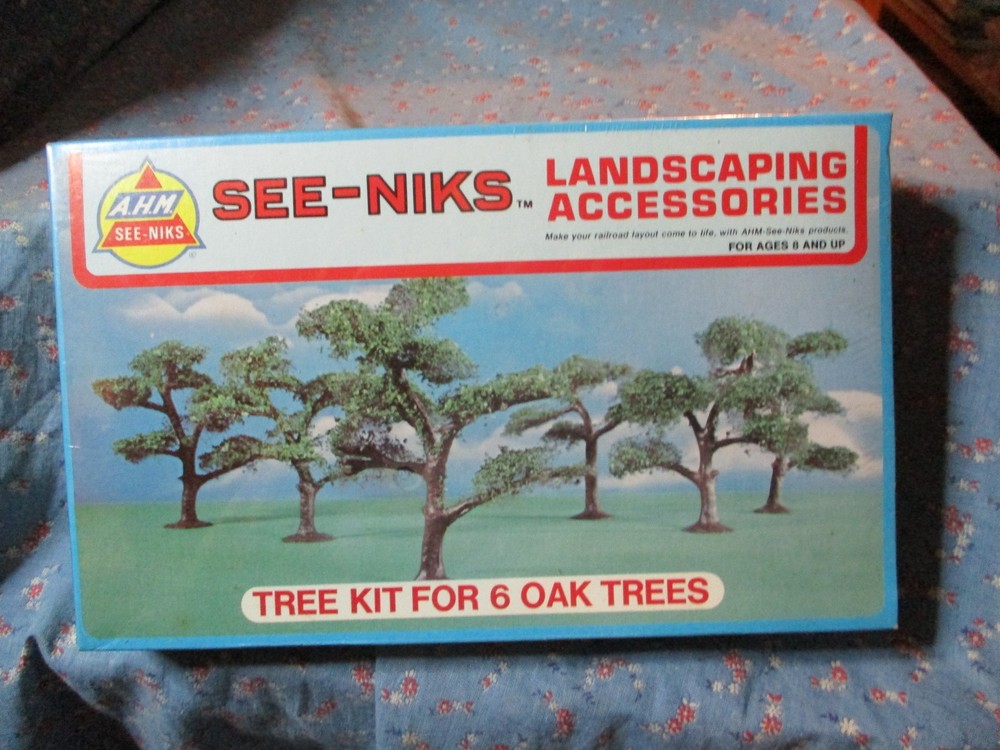 A.H.M.
SEE-NIKS
©
SEE-NIKS™
LANDSCAPING
ACCESSORIES
Make your railroad layout come to life, with AHM-See-Niks products.
FOR AGES 8 AND UP
TREE KIT FOR 6 OAK TREES